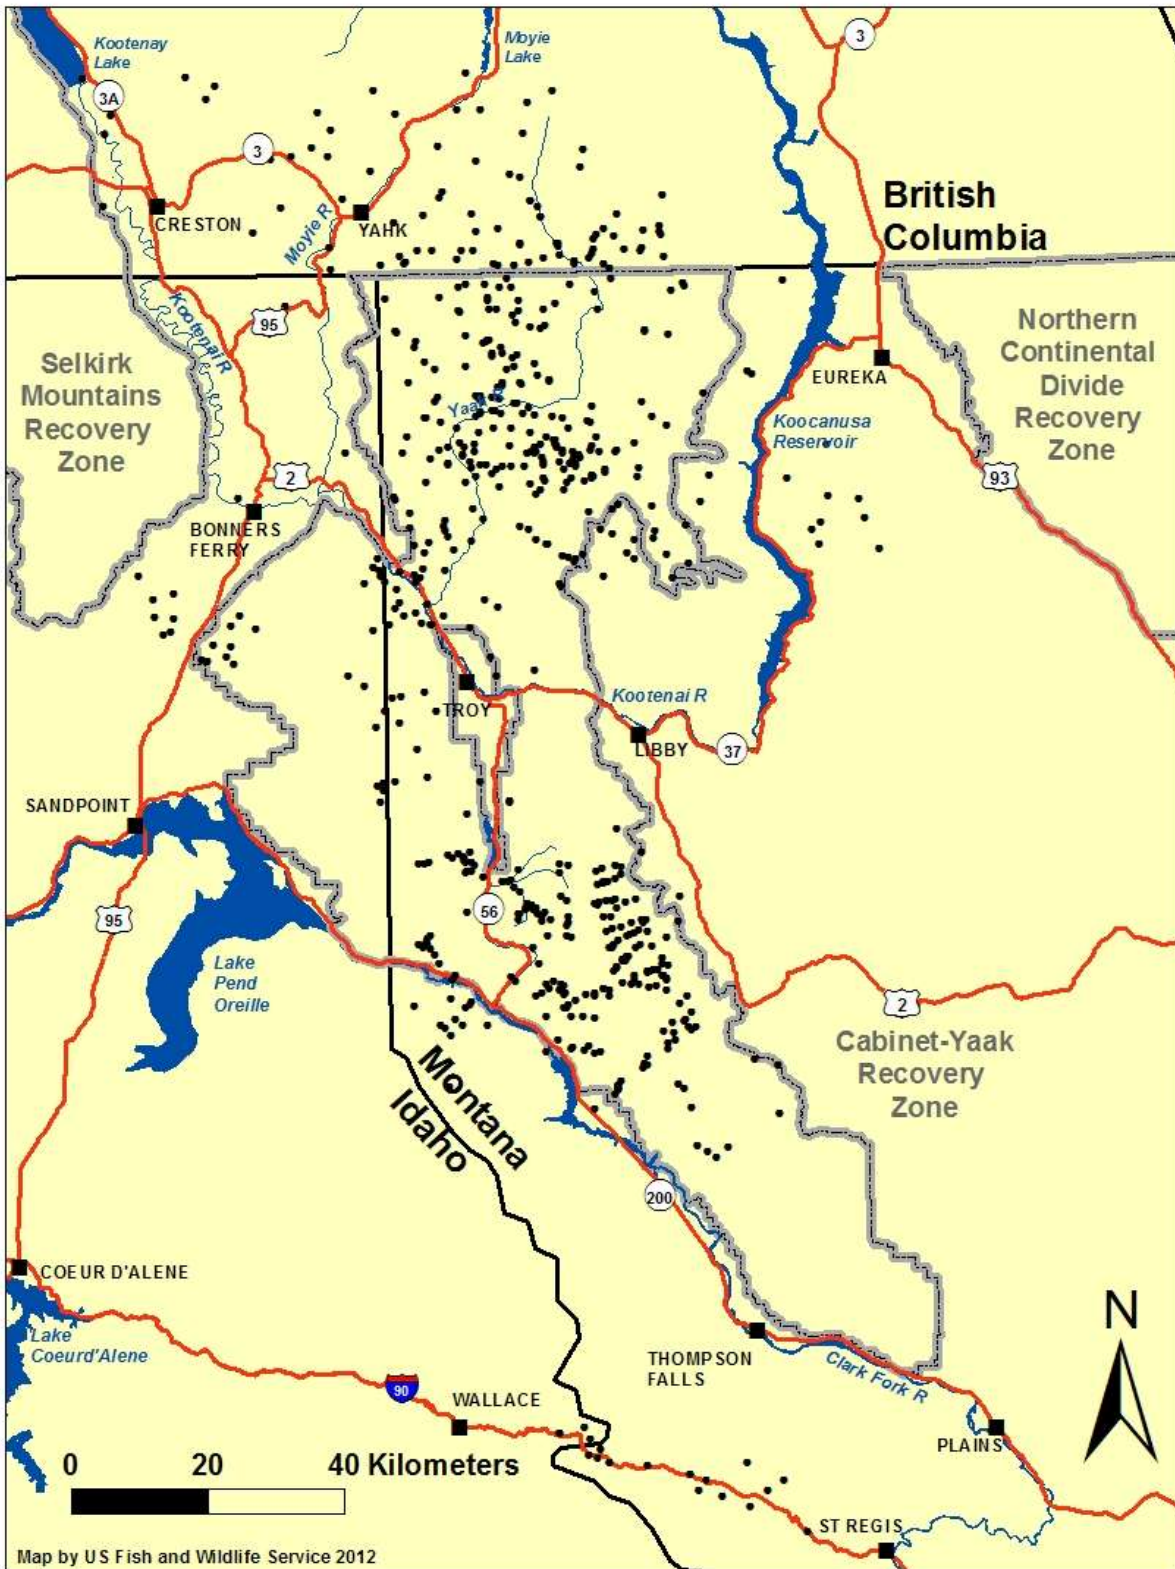 Kootenay
Lake
Moyie
Lake
3
3A
3
British
Columbia
CRESTON
YAHK
Moyie R
Kootenai R
95
Northern
Continental
Divide
Recovery
Zone
Selkirk
Mountains
Recovery
Zone
EUREKA
Yaak R
Koocanusa
Reservoir
2
93
BONNERS
FERRY
Kootenai R
TROY
LIBBY
37
SANDPOINT
56
95
Lake
Pend
Oreille
2
Cabinet-Yaak
Recovery
Zone
Montana
Idaho
200
N
COEUR D'ALENE
Lake
Coeurd'Alene
THOMPSON
FALLS
Clark Fork R
90
WALLACE
PLAINS
0 20 40 Kilometers
ST REGIS
Map by US Fish and Wildlife Service 2012